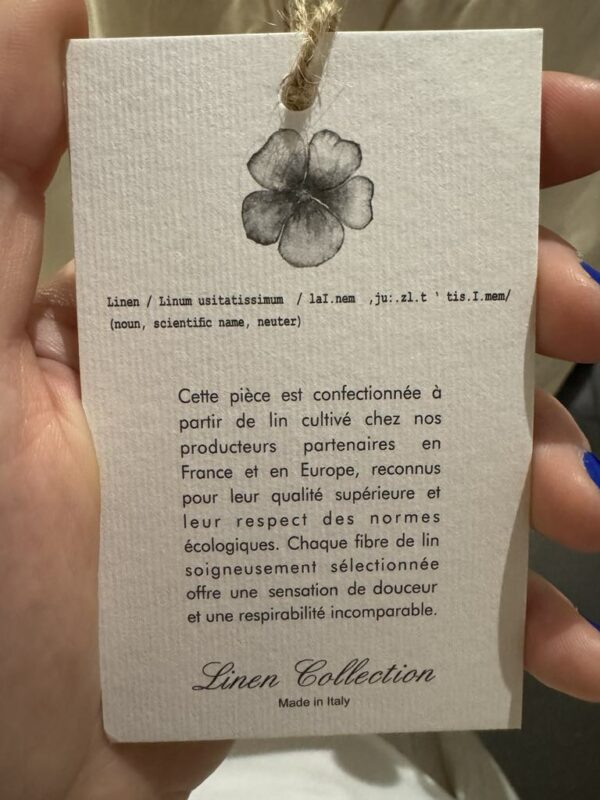 Linen / Linum usitatissimum / laI.nem ,ju:.zl.t ' tis.I.mem/
(noun, scientific name, neuter)
Cette pièce est confectionnée à
partir de lin cultivé chez nos
producteurs partenaires en
France et en Europe, reconnus
pour leur qualité supérieure et
leur respect des normes
écologiques. Chaque fibre de lin
soigneusement sélectionnée
offre une sensation de douceur
et une respirabilité incomparable.
Linen Collection
Made in Italy